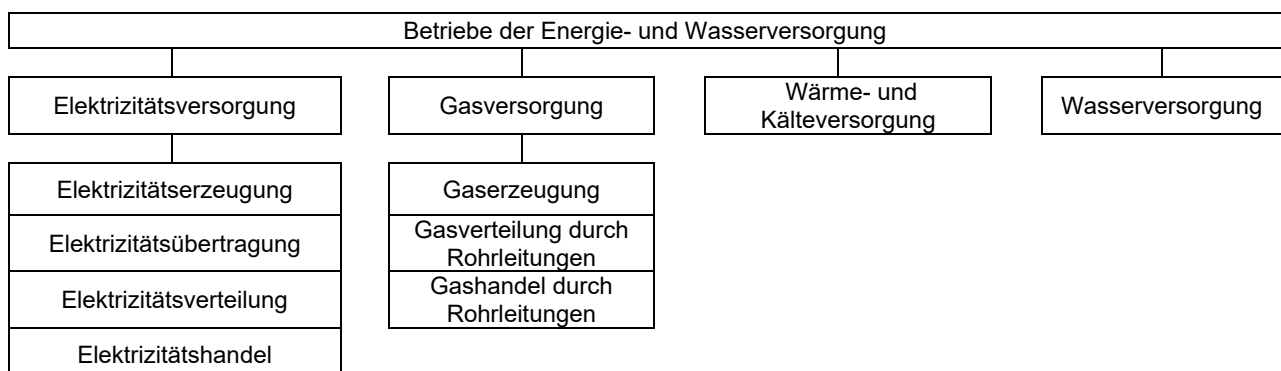 Betriebe der Energie- und Wasserversorgung
Elektrizitätsversorgung
Gasversorgung
Wärme- und
Kälteversorgung
Wasserversorgung
Elektrizitätserzeugung
Elektrizitätsübertragung
Elektrizitätsverteilung
Elektrizitätshandel
Gaserzeugung
Gasverteilung durch
Rohrleitungen
Gashandel durch
Rohrleitungen